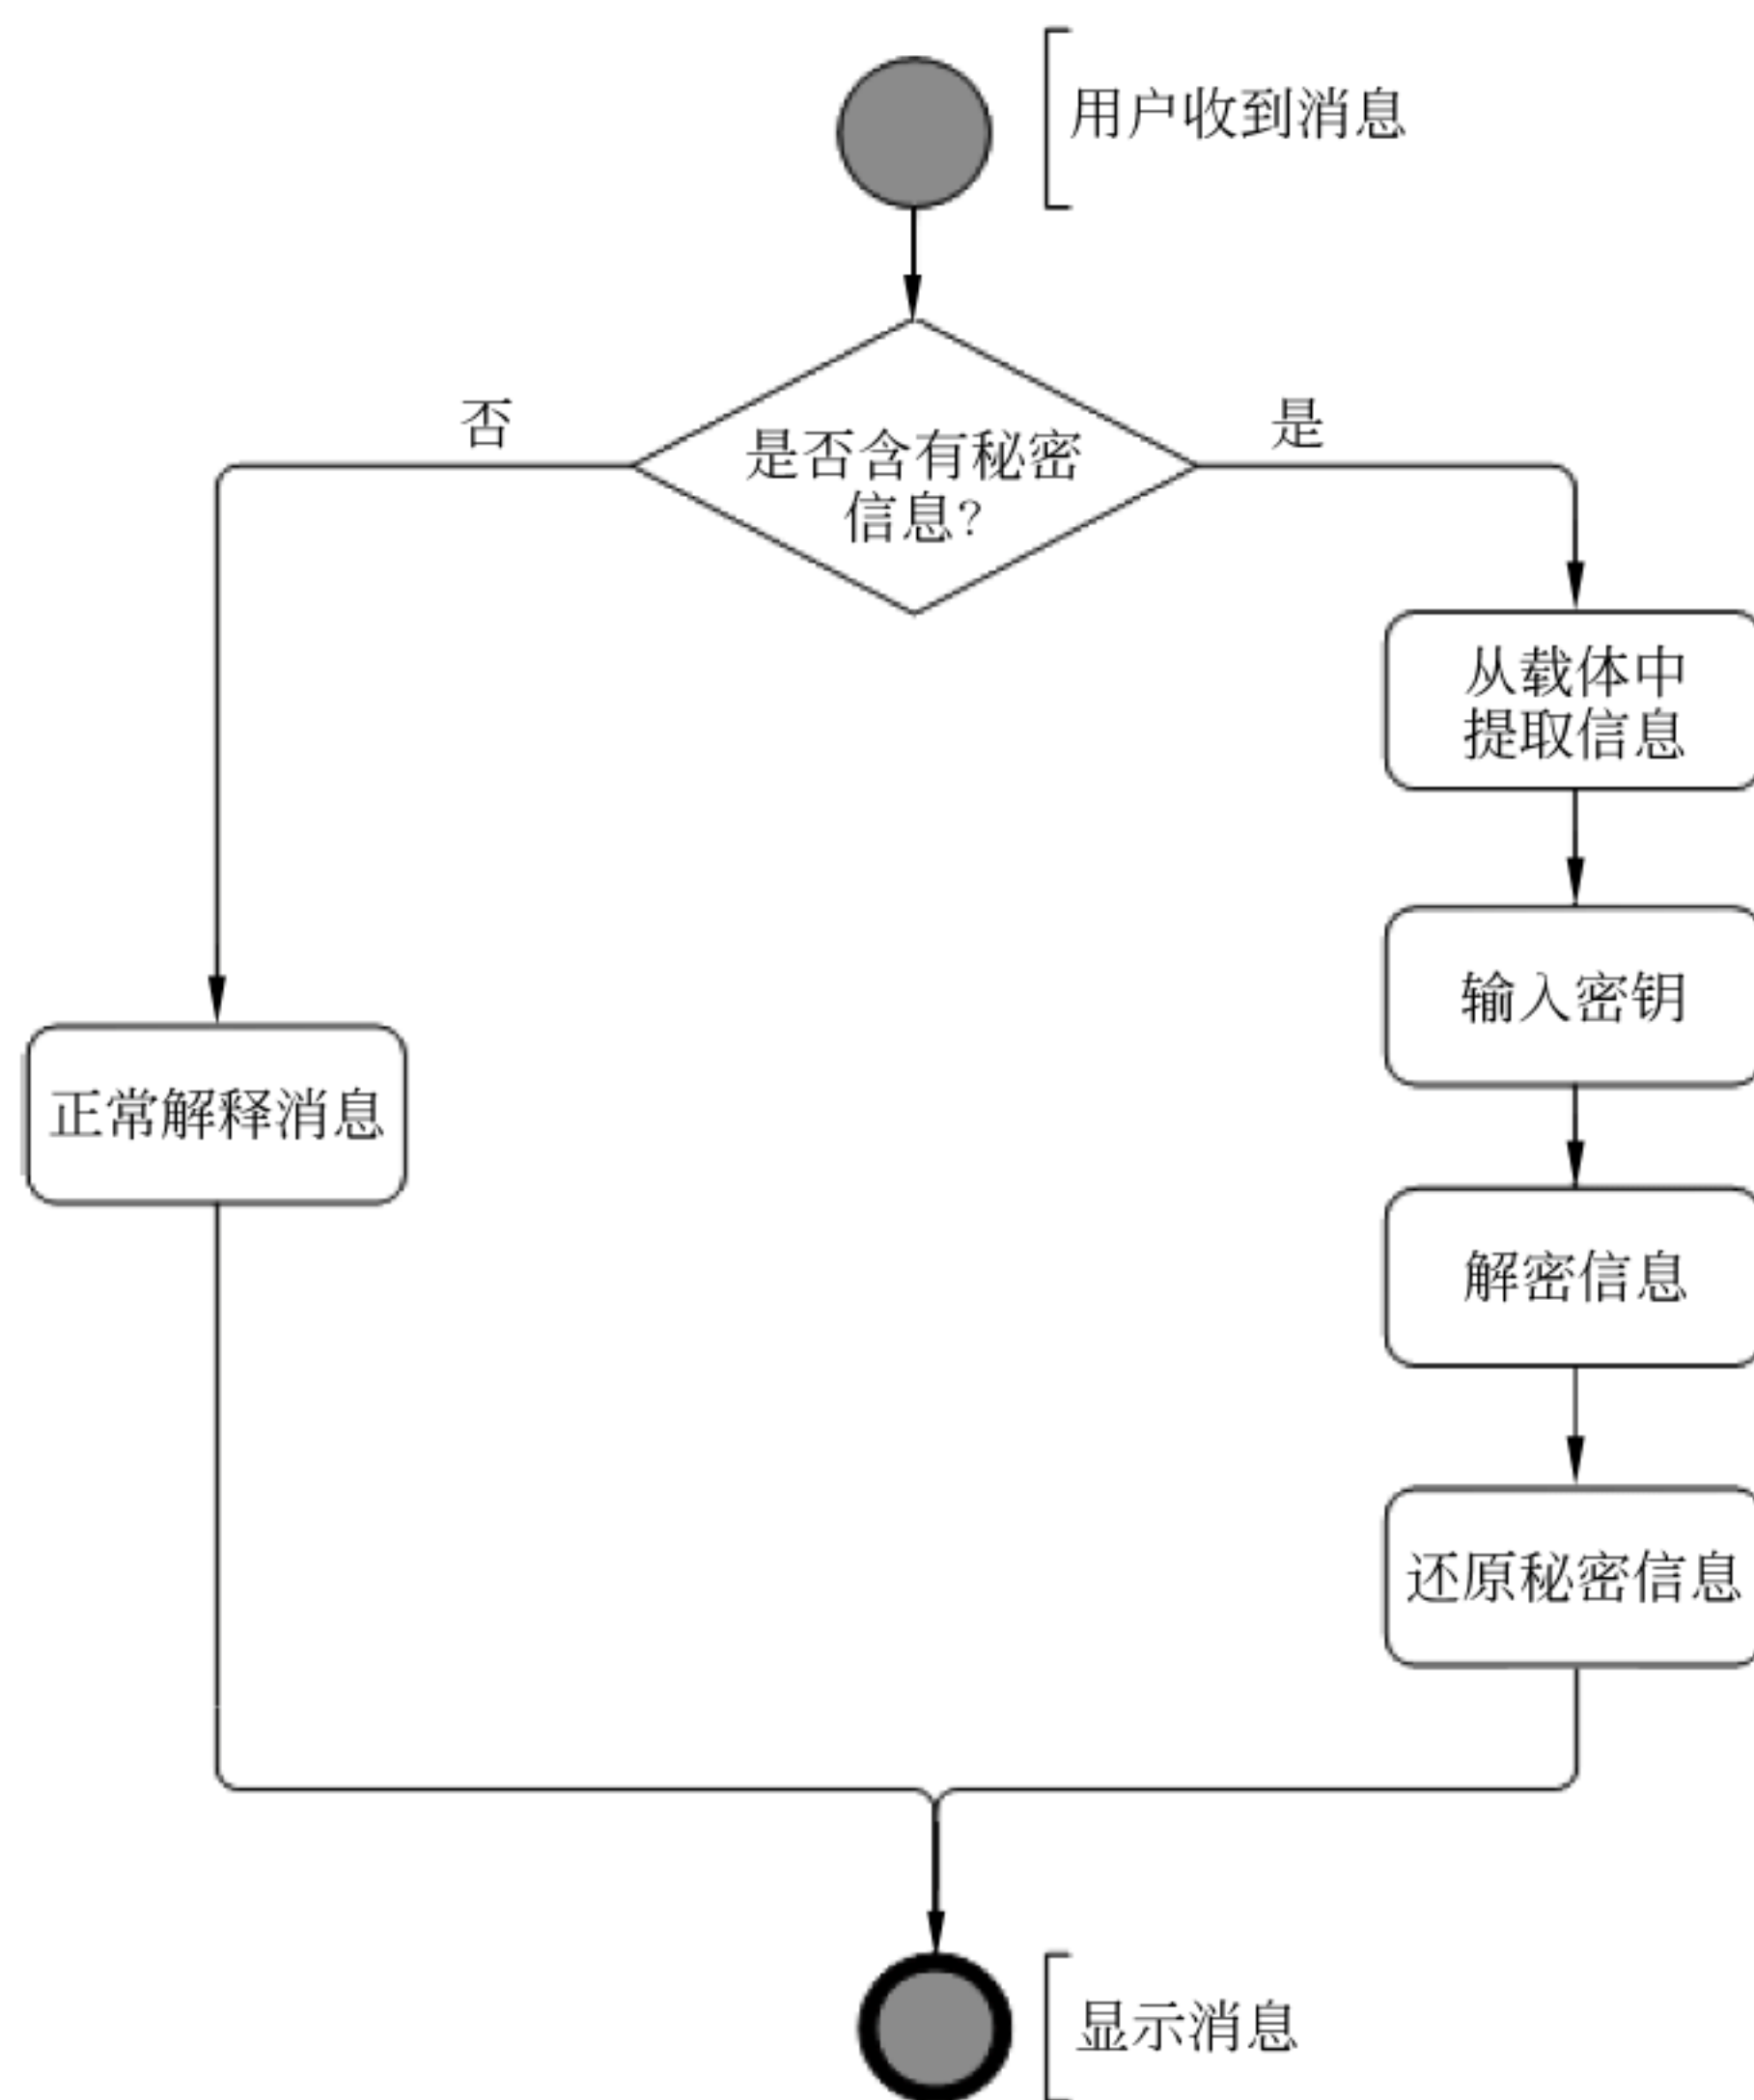 用户收到消息
否
是
是否含有秘密
信息?
从载体中
提取信息
输入密钥
正常解释消息
解密信息
还原秘密信息
显示消息